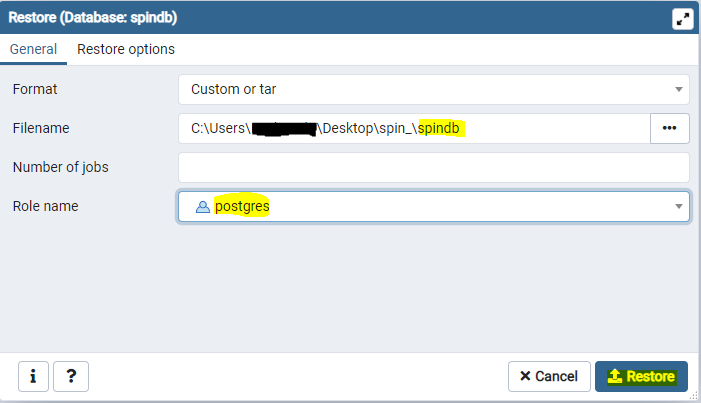 Restore (Database: spindb)
General Restore options
Format Custom or tar
Filename C:\Users\ \Desktop\spin_\spindb •••
Number of jobs
Role name postgres
i ? × Cancel Restore